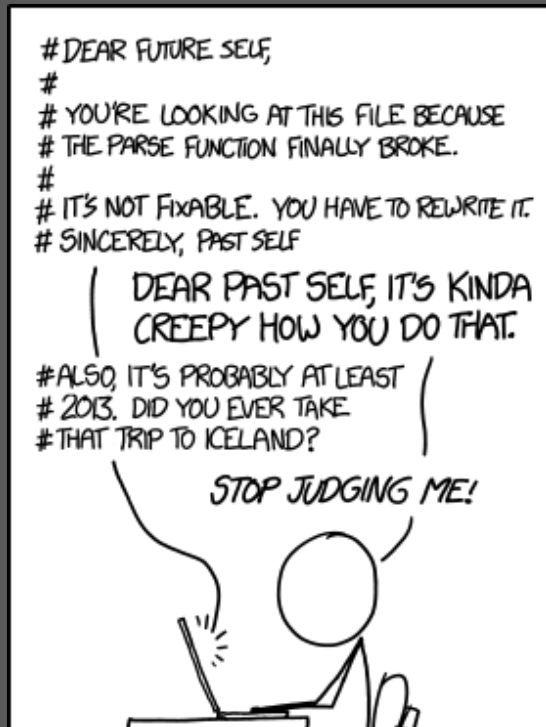 # DEAR FUTURE SELF,
#
# YOU'RE LOOKING AT THIS FILE BECAUSE
# THE PARSE FUNCTION FINALLY BROKE.
#
# IT'S NOT FIXABLE. YOU HAVE TO REWRITE IT.
# SINCERELY, PAST SELF
DEAR PAST SELF, IT'S KINDA
CREEPY HOW YOU DO THAT.
#ALSO, IT'S PROBABLY AT LEAST
# 2013. DID YOU EVER TAKE
#THAT TRIP TO ICELAND?
STOP JUDGING ME!